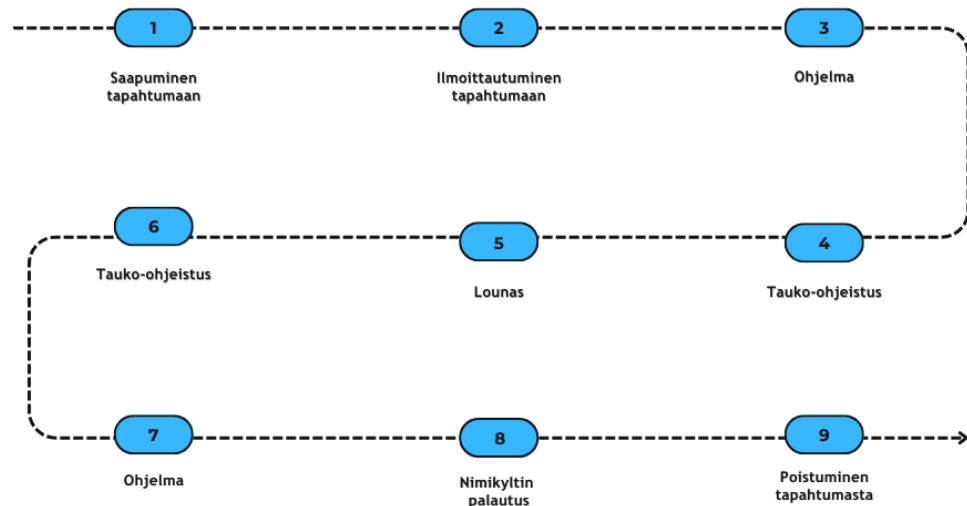 1
2
3
Saapuminen
tapahtumaan
Ilmoittautuminen
tapahtumaan
Ohjelma
6
5
4
Tauko-ohjeistus
Lounas
Tauko-ohjeistus
7
8
9
Ohjelma
Nimikyltin
palautus
Poistuminen
tapahtumasta